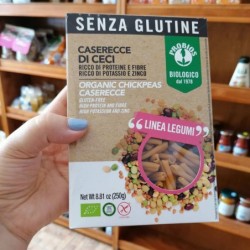 SENZA GLUTINE
CASERECCE
DI CECI
RICCO DI PROTEINE E FIBRE
RICCO DI POTASSIO E ZINCO
PROBIOS
BIOLOGICO
dal 1978
ORGANIC CHICKPEAS
CASERECCE
GLUTEN-FREE
HIGH PROTEIN AND FIBRE
HIGH POTASSIUM AND ZINC
"LINEA LEGUMI"
Net Wt 8.81 oz (250g)